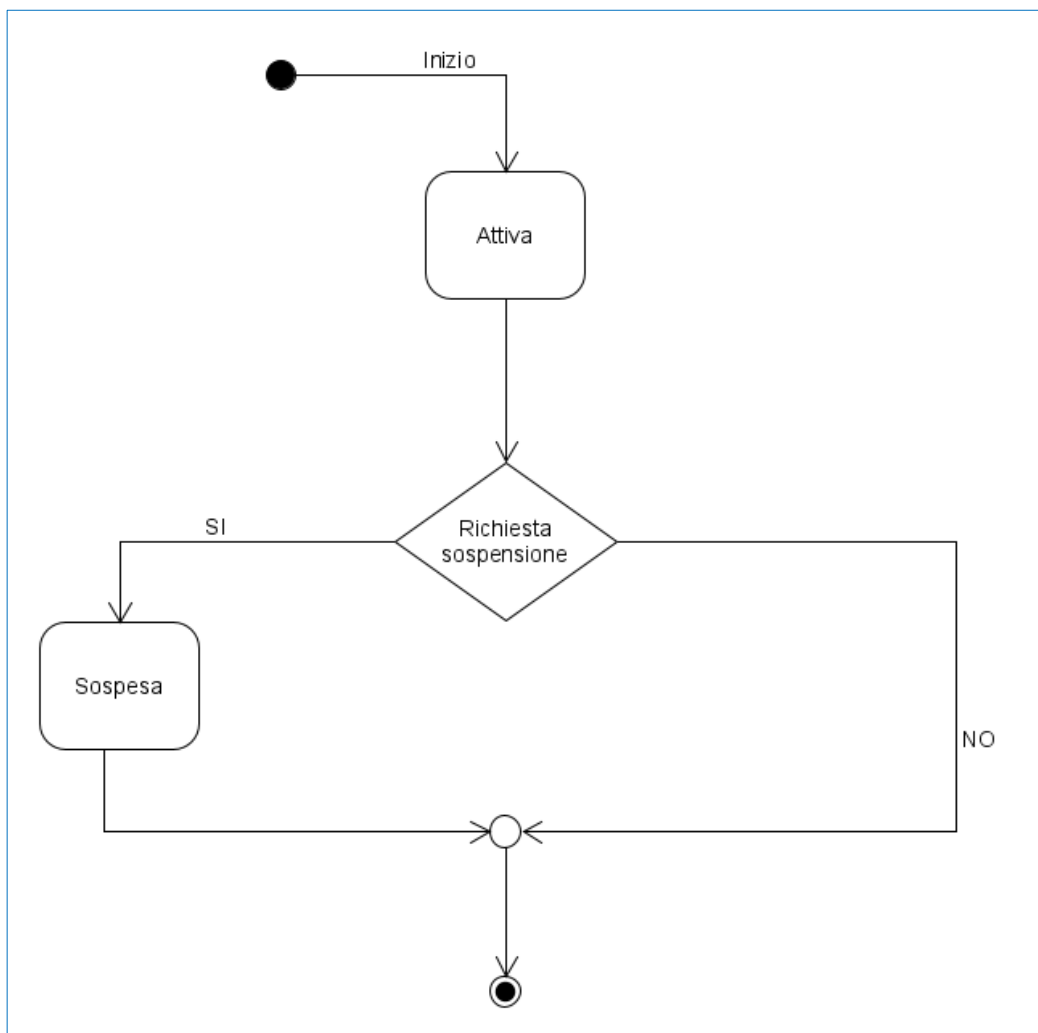 Inizio
Attiva
Richiesta
sospensione
SI
Sospesa
NO